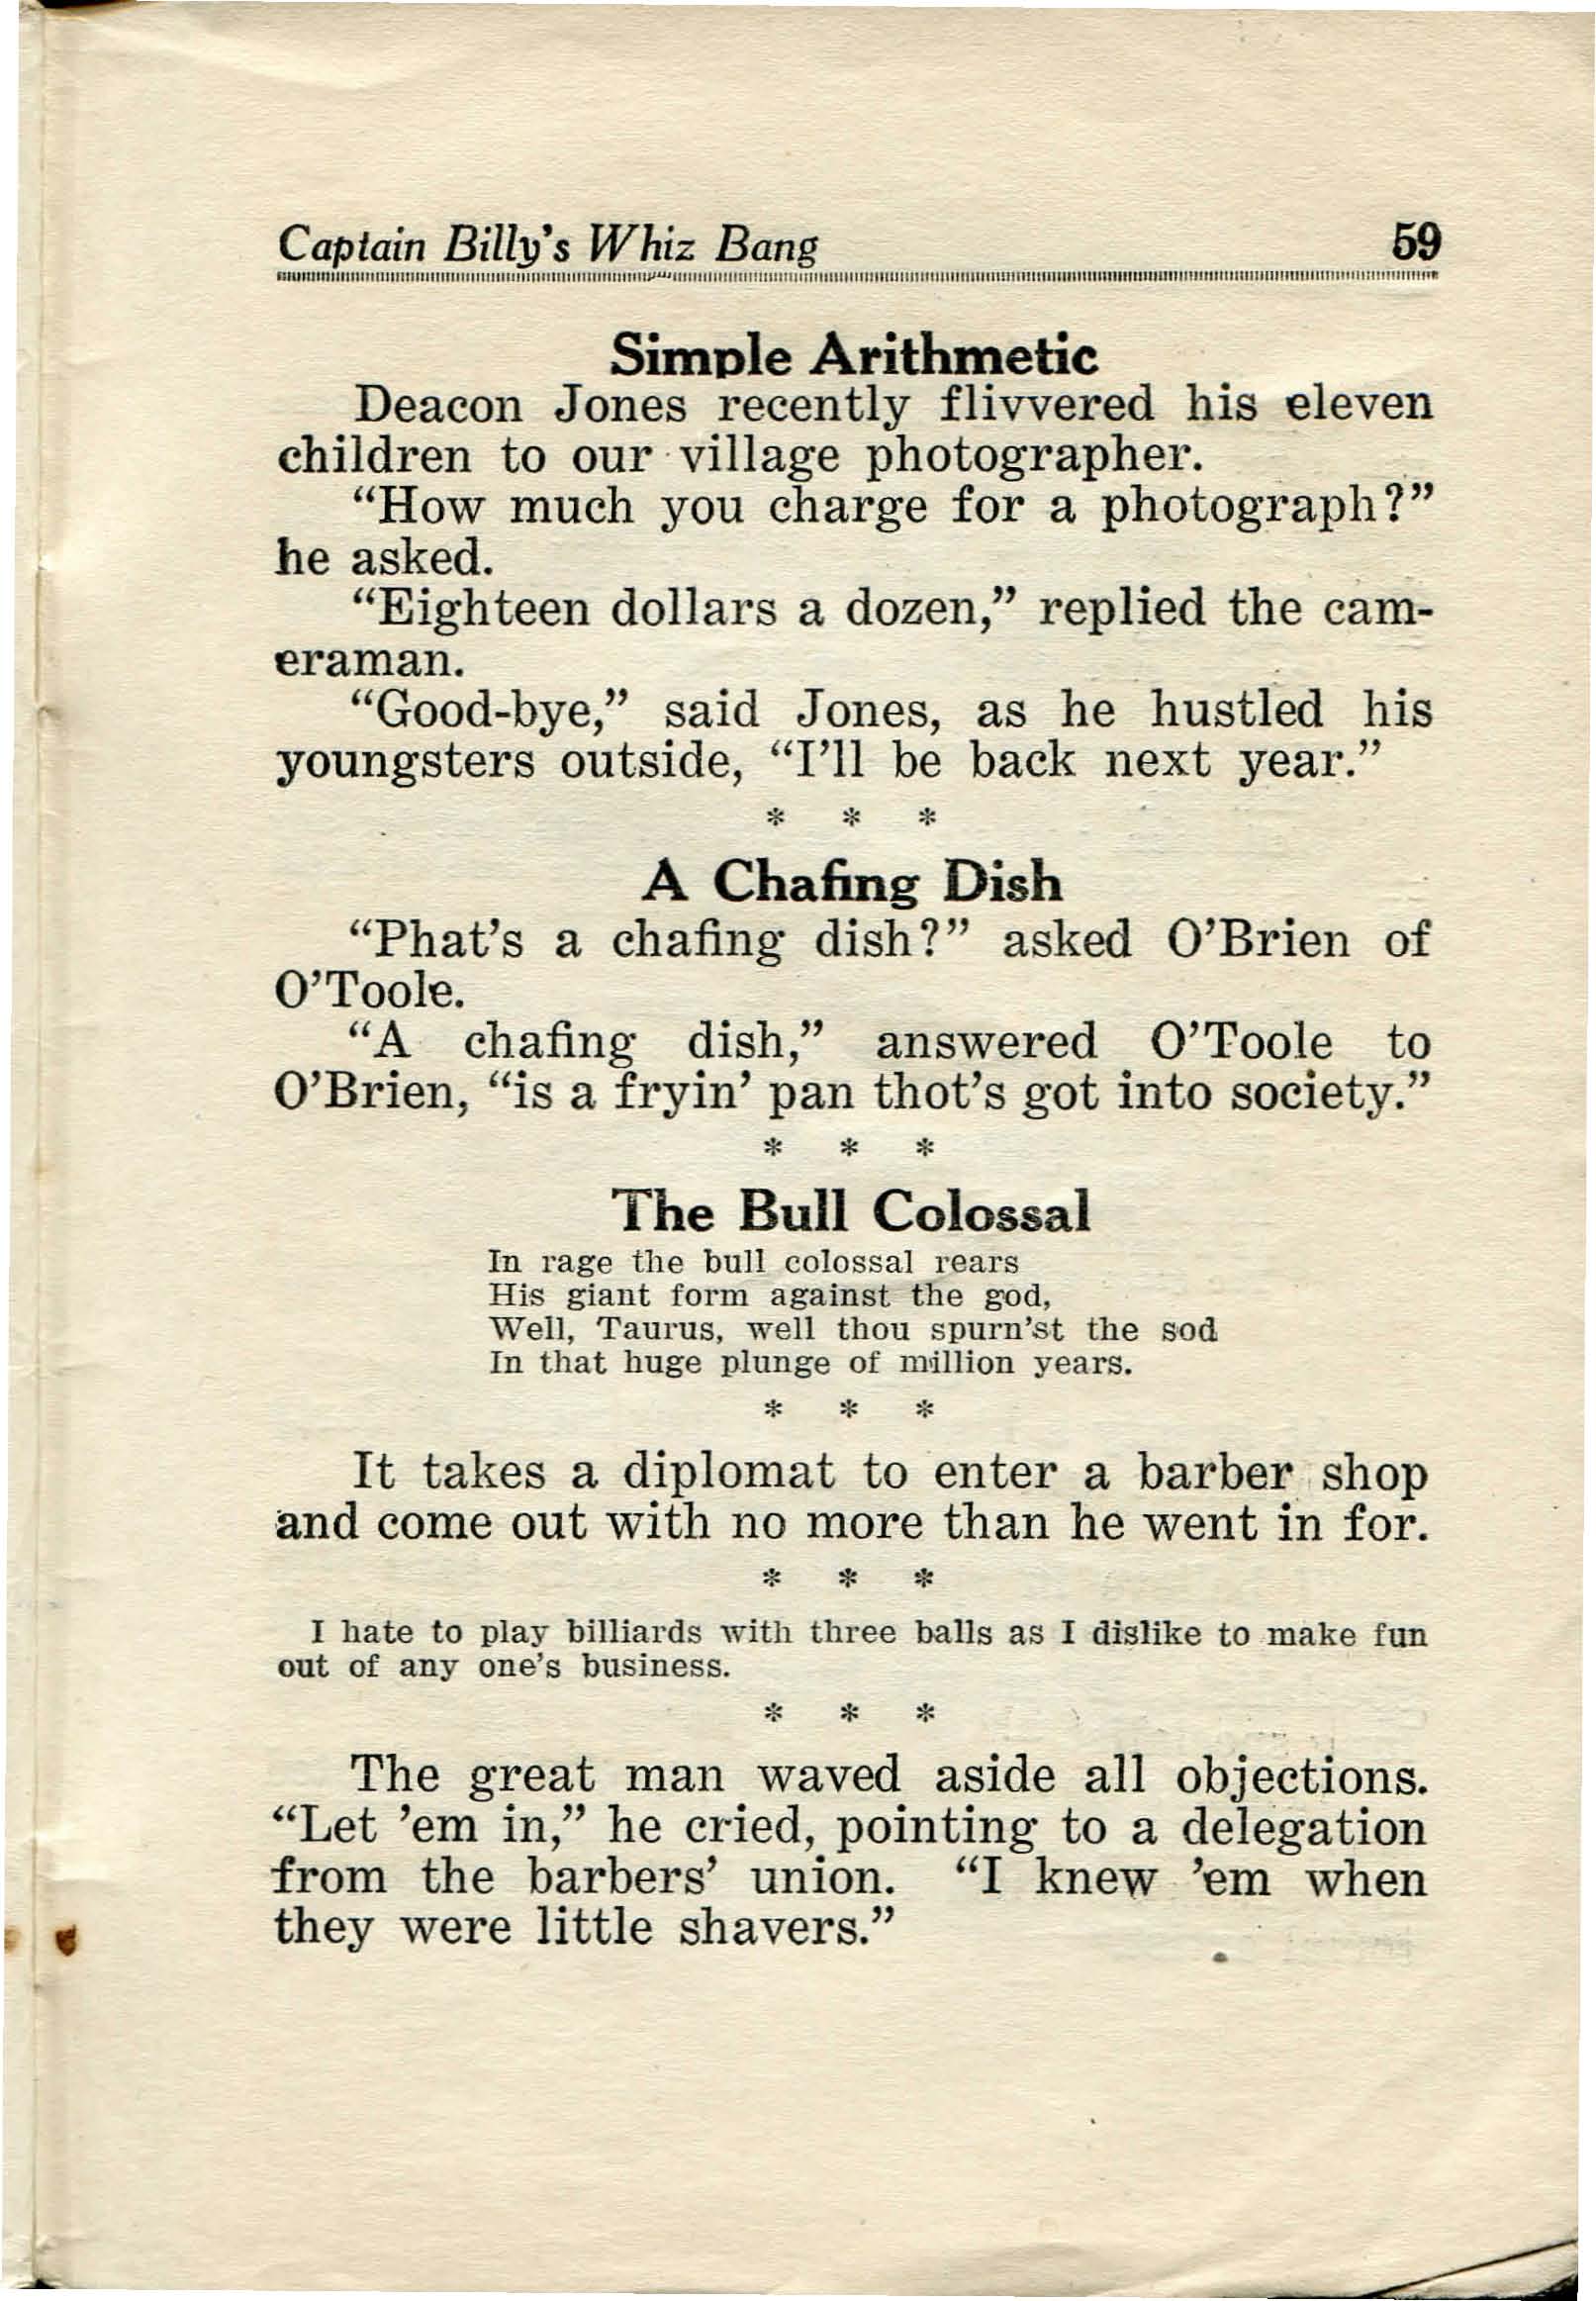 Captain Billy's Whiz Bang 59
Simple Arithmetic
Deacon Jones recently flivvered his eleven
children to our village photographer.
“How much you charge for a photograph?”
he asked.
“Eighteen dollars a dozen,” replied the cam-
eraman.
“Good-bye,” said Jones, as he hustled his
youngsters outside, “I’ll be back next year.”
* * *
A Chafing Dish
“Phat’s a chafing dish?” asked O’Brien of
O’Toole.
“A chafing dish,” answered O’Toole to
O’Brien, “is a fryin’ pan thot’s got into society.”
* * *
The Bull Colossal
In rage the bull colossal rears
His giant form against the god,
Well, Taurus, well thou spurn’st the sod
In that huge plunge of million years.
* * *
It takes a diplomat to enter a barber shop
and come out with no more than he went in for.
* * *
I hate to play billiards with three balls as I dislike to make fun
out of any one’s business.
* * *
The great man waved aside all objections.
“Let ’em in,” he cried, pointing to a delegation
from the barbers’ union. “I knew ’em when
they were little shavers.”